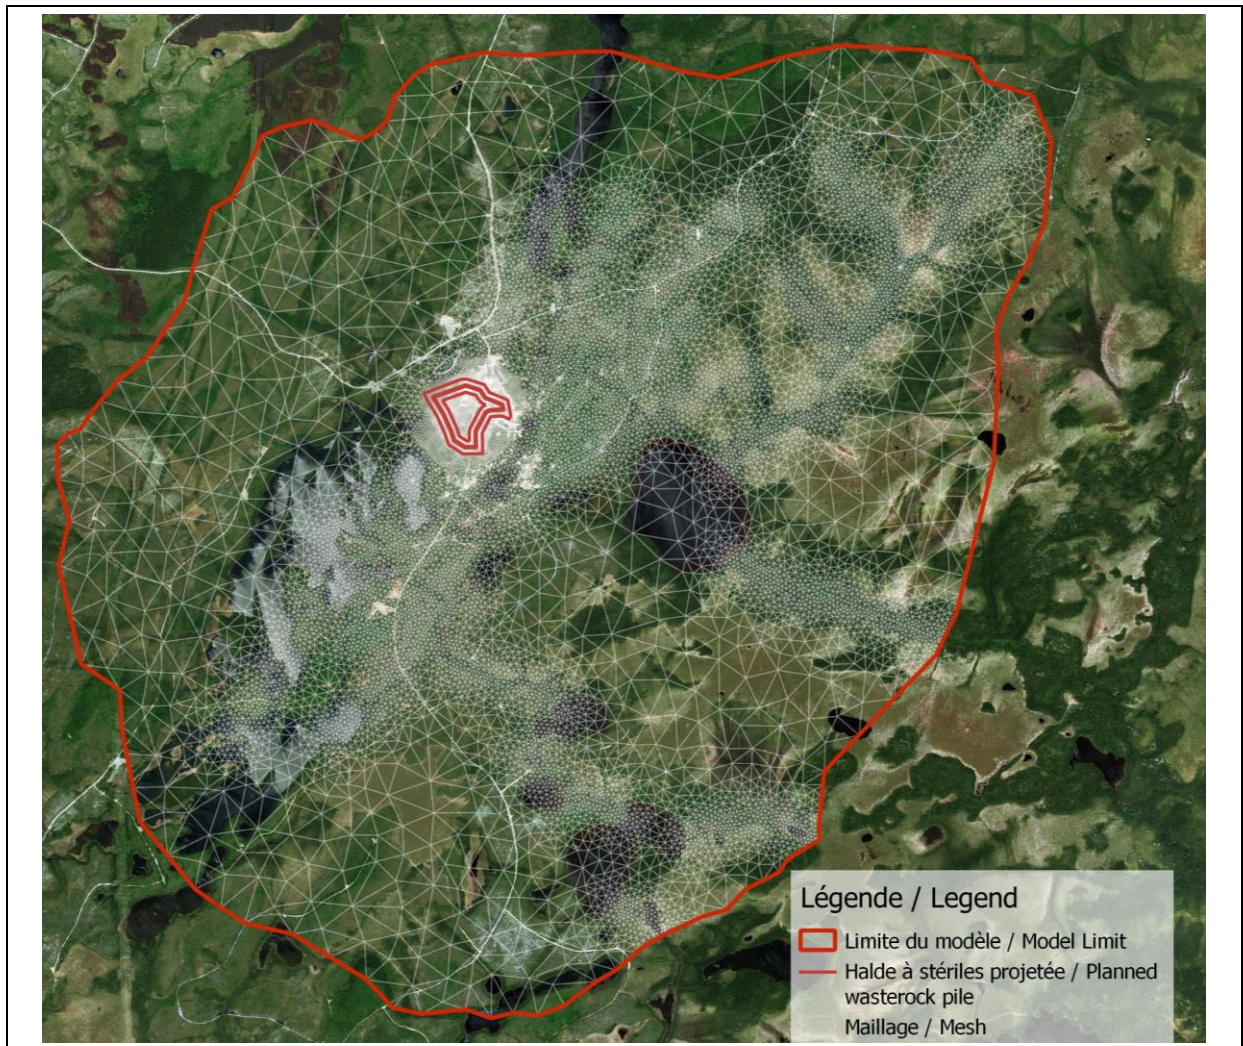 Légende / Legend
Limite du modèle / Model Limit
Halde à stériles projetée / Planned
wasterock pile
Maillage / Mesh